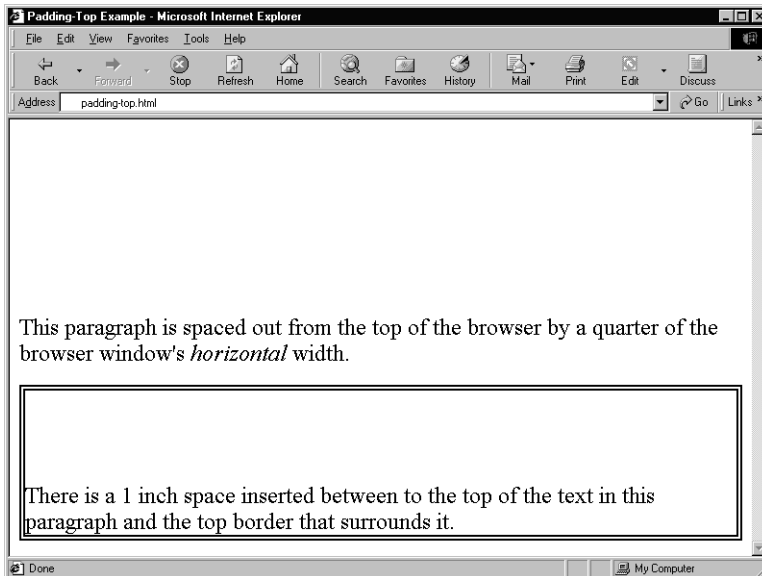 Padding-Top Example - Microsoft Internet Explorer
File Edit View Favorites Tools Help
Back Forward Stop Refresh Home Search Favorites History Mail Print Edit Discuss
Address padding-top.html Go Links
This paragraph is spaced out from the top of the browser by a quarter of the
browser window's horizontal width.
There is a 1 inch space inserted between to the top of the text in this
paragraph and the top border that surrounds it.
Done My Computer